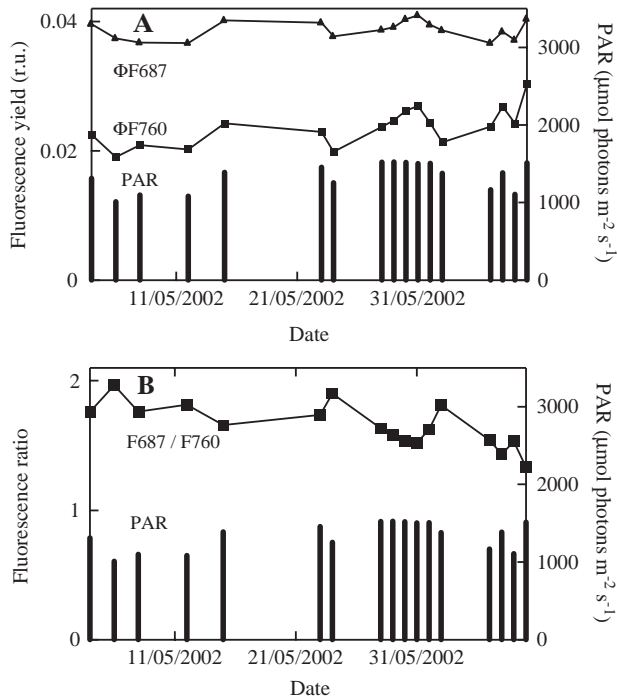 A
0.04
0.02
0
3000
2000
1000
0
Fluorescence yield (r.u.)
PAR (μmol photons m-2 s-1)
ΦF687
ΦF760
PAR
11/05/2002
21/05/2002
31/05/2002
Date
B
2
1
0
3000
2000
1000
0
Fluorescence ratio
PAR (μmol photons m-2 s-1)
F687 / F760
PAR
11/05/2002
21/05/2002
31/05/2002
Date